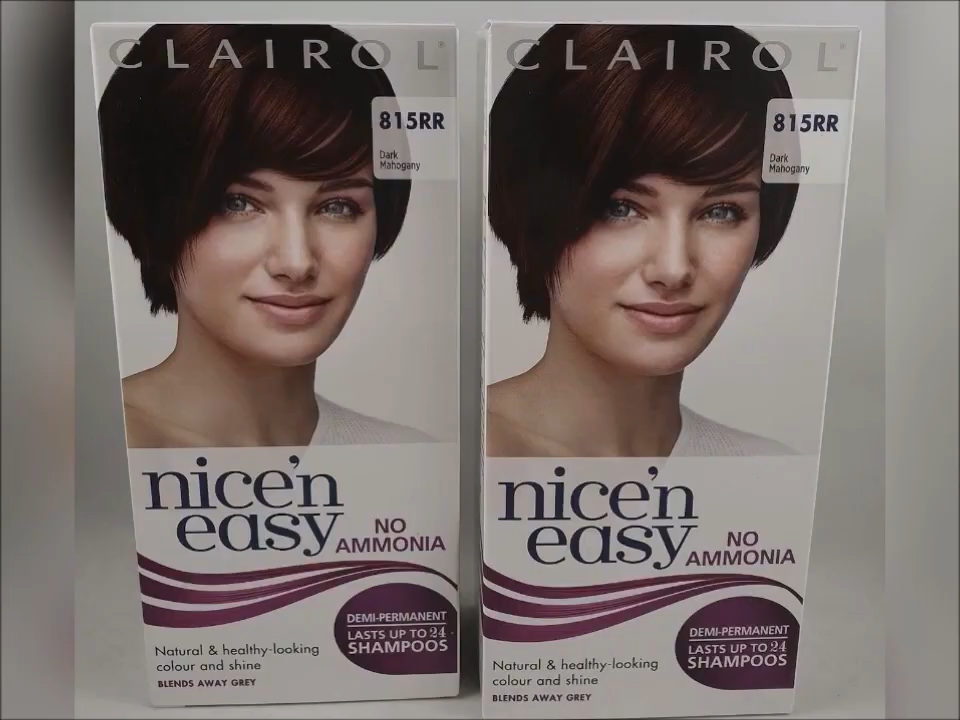 CLAIROL®
815RR
Dark
Mahogany
nice'n
easy
NO
AMMONIA
DEMI-PERMANENT
LASTS UP TO 24
SHAMPOOS
Natural & healthy-looking
colour and shine
BLENDS AWAY GREY
CLAIROL®
815RR
Dark
Mahogany
nice'n
easy
NO
AMMONIA
DEMI-PERMANENT
LASTS UP TO 24
SHAMPOOS
Natural & healthy-looking
colour and shine
BLENDS AWAY GREY